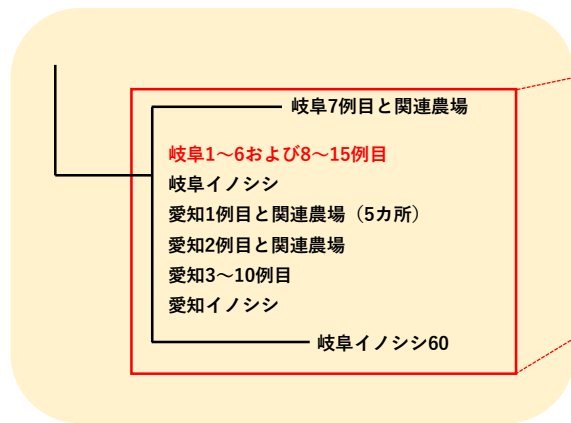 岐阜7例目と関連農場
岐阜1～6および8～15例目
岐阜イノシシ
愛知1例目と関連農場（5カ所）
愛知2例目と関連農場
愛知3～10例目
愛知イノシシ
岐阜イノシシ60